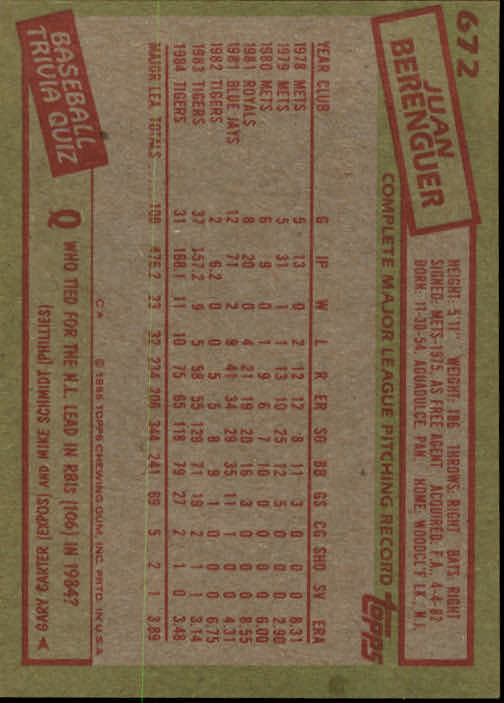 672
JUAN
BERENGUER
HEIGHT: 5'11" WEIGHT: 186 THROWS: RIGHT BATS: RIGHT
SIGNED: METS-1975, AS FREE AGENT ACQUIRED: F.A., 4-4-82
BORN: 11-30-54, AGUADULCE, PAN. HOME: N.J.
COMPLETE MAJOR LEAGUE PITCHING RECORD
topps
YEAR CLUB G IP W L R ER SO BB GS CG SHO SV ERA
1978 METS 5 13 0 2 12 12 8 11 3 0 0 0 8.31
1979 METS 5 31 1 1 13 10 25 12 5 0 0 0 2.90
1980 METS 6 9 0 1 9 6 7 10 0 0 0 0 6.00
1981 ROYALS 8 20 0 4 21 19 20 16 3 0 0 0 8.55
1981 BLUE JAYS 12 71 2 9 41 34 29 35 11 1 0 0 4.31
1982 TIGERS 2 6.2 0 0 5 5 8 9 1 0 0 0 6.75
1983 TIGERS 37 157.2 9 5 58 55 129 71 19 2 1 1 3.14
1984 TIGERS 31 168.1 11 10 75 65 118 79 27 2 1 0 3.48
MAJOR LEA. TOTALS 106 476.2 23 32 234 206 344 241 69 5 2 1 3.89
C* © 1985 TOPPS CHEWING GUM, INC. PRTD. IN U.S.A.
BASEBALL
TRIVIA QUIZ
Q WHO TIED FOR THE N.L. LEAD IN RBIs (106) IN 1984?
GARY CARTER (EXPOS) AND MIKE SCHMIDT (PHILLIES)